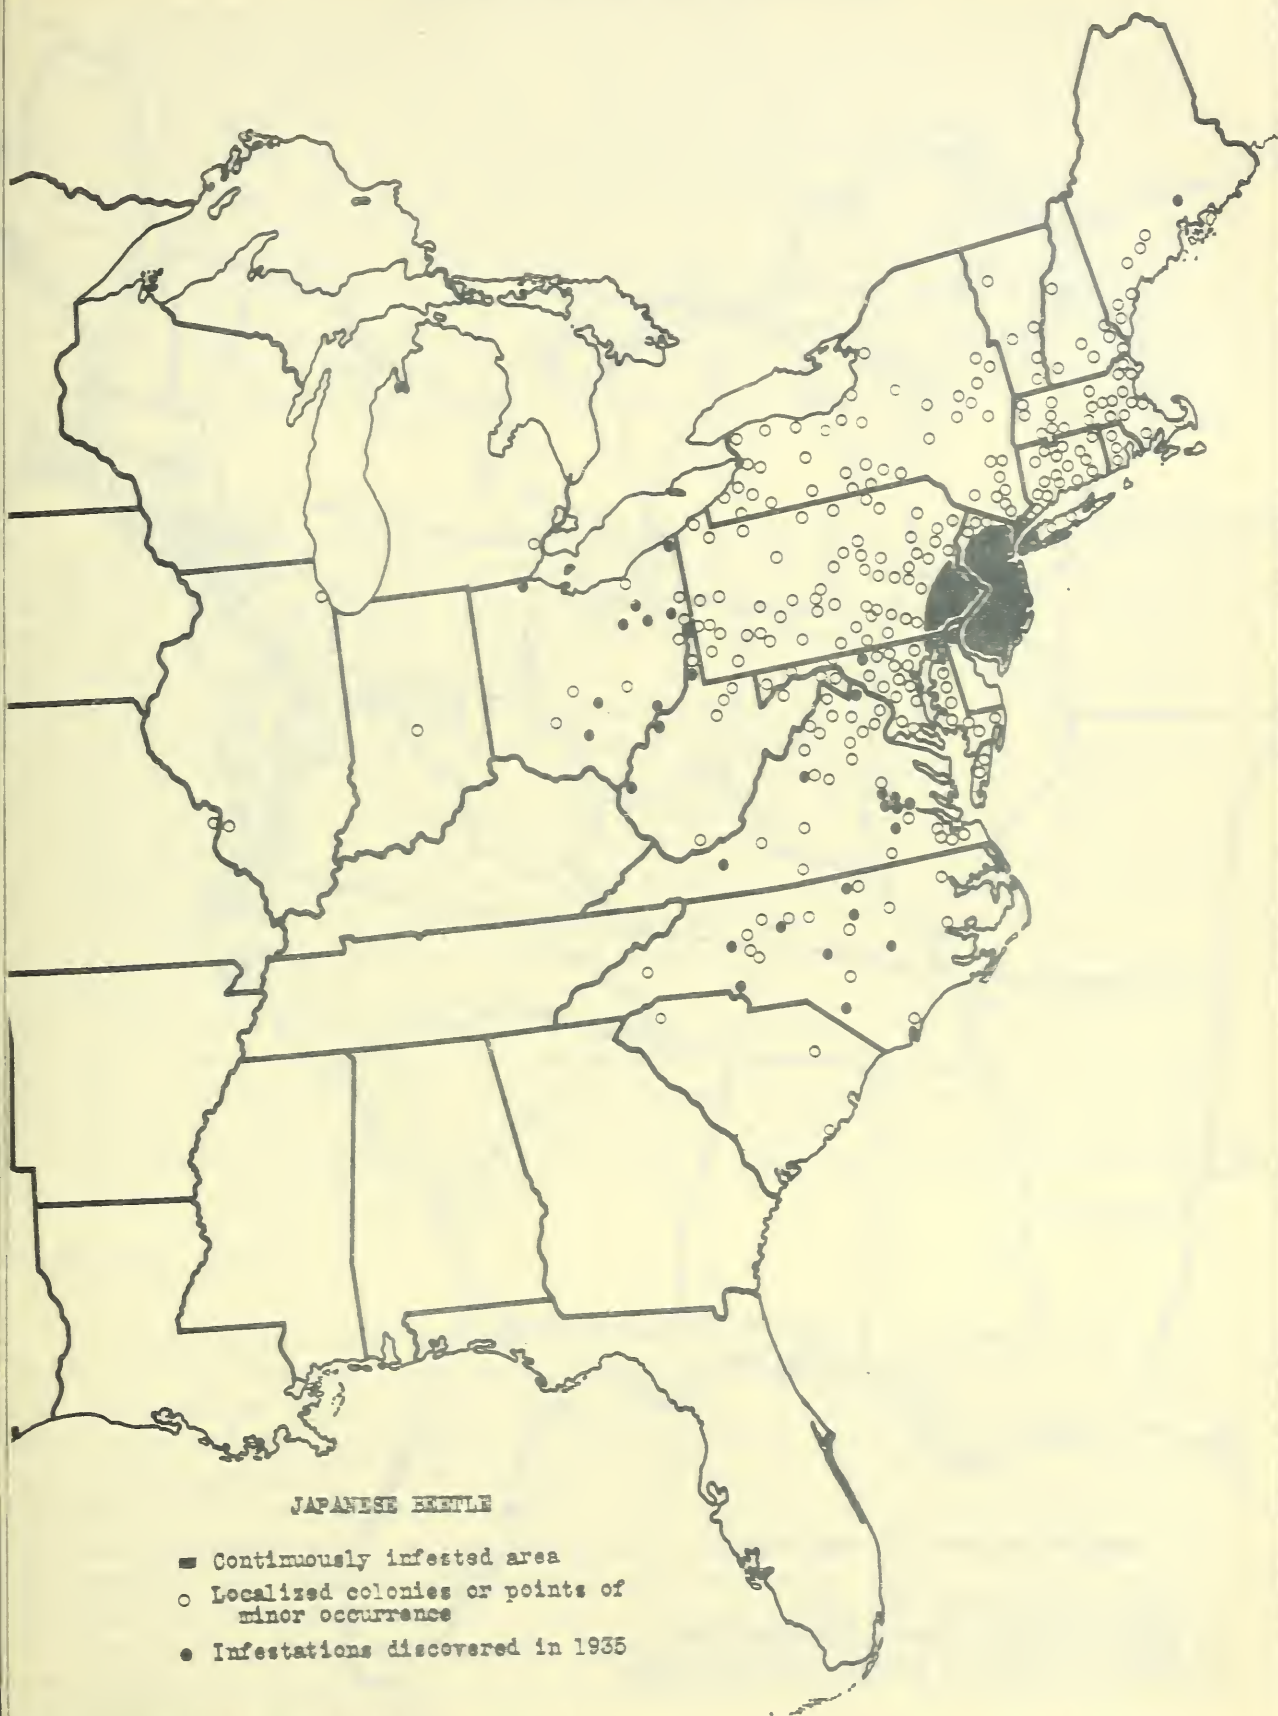 JAPANESE BEETLE
Continuously infested area
Localized colonies or points of
minor occurrence
Infestations discovered in 1935